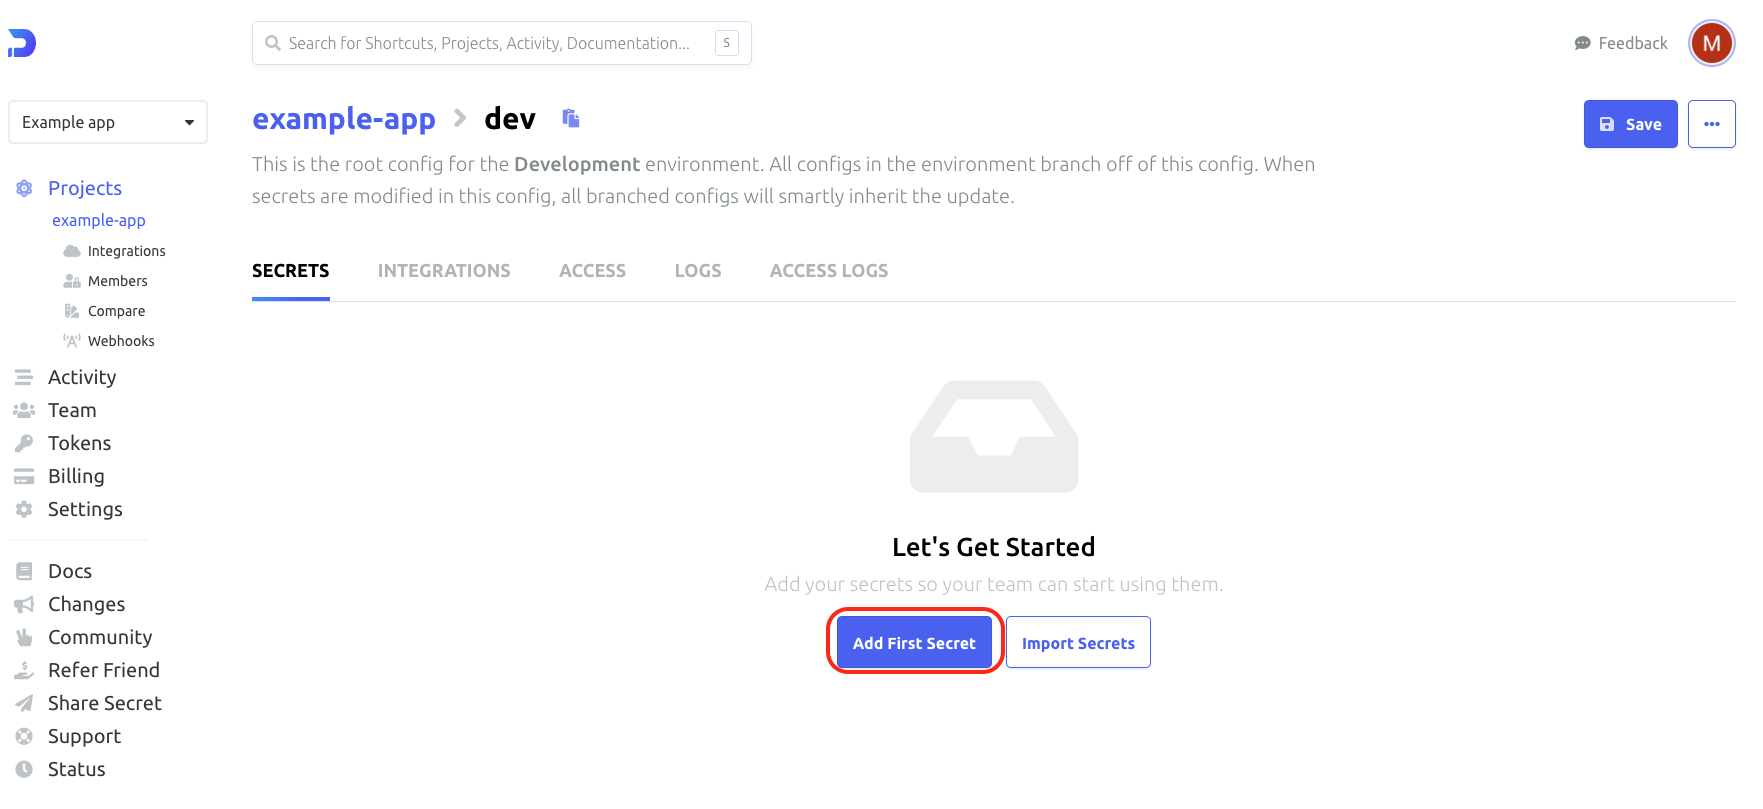 Search for Shortcuts, Projects, Activity, Documentation... S
Feedback M
Example app
example-app > dev
Save
This is the root config for the Development environment. All configs in the environment branch off of this config. When
secrets are modified in this config, all branched configs will smartly inherit the update.
Projects
example-app
Integrations
Members
Compare
Webhooks
Activity
Team
Tokens
Billing
Settings
Docs
Changes
Community
Refer Friend
Share Secret
Support
Status
SECRETS INTEGRATIONS ACCESS LOGS ACCESS LOGS
Let's Get Started
Add your secrets so your team can start using them.
Add First Secret Import Secrets